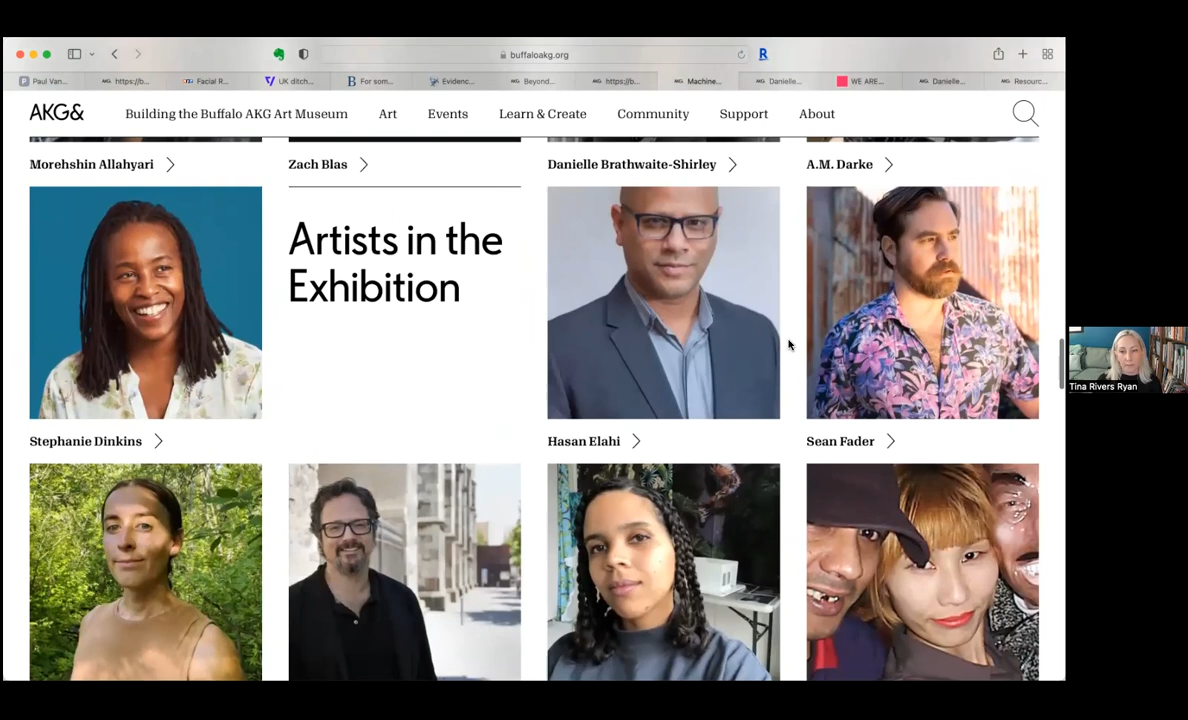 buffaloakg.org
Paul Van...
https://b...
Facial R...
UK ditch...
For som...
Evidenc...
Beyond...
https://b...
Machine...
Danielle...
WE ARE...
Danielle...
Resourc...
AKG&
Building the Buffalo AKG Art Museum
Art
Events
Learn & Create
Community
Support
About
Morehshin Allahyari
Zach Blas
Danielle Brathwaite-Shirley
A.M. Darke
Artists in the
Exhibition
Stephanie Dinkins
Hasan Elahi
Sean Fader
Tina Rivers Ryan